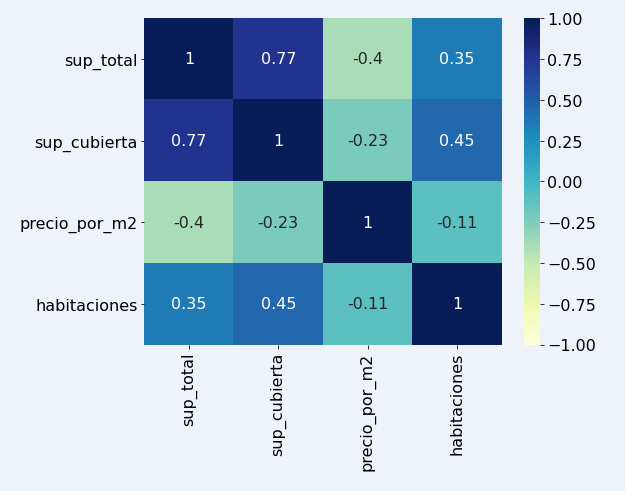 sup_total 1 0.77 -0.4 0.35
sup_cubierta 0.77 1 -0.23 0.45
precio_por_m2 -0.4 -0.23 1 -0.11
habitaciones 0.35 0.45 -0.11 1
sup_total
sup_cubierta
precio_por_m2
habitaciones
1.00
0.75
0.50
0.25
0.00
−0.25
−0.50
−0.75
−1.00